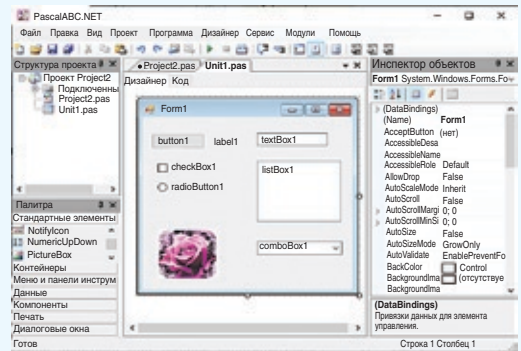 PascalABC.NET
Файл Правка Вид Проект Программа Дизайнер Сервис Модули Помощь
Структура проекта
Проект Project2
Подключенны
Project2.pas
Unit1.pas
Палитра
Стандартные элементы
NotifyIcon
NumericUpDown
PictureBox
Контейнеры
Меню и панели инструм
Данные
Компоненты
Печать
Диалоговые окна
•Project2.pas Unit1.pas
Дизайнер Код
Form1
button1 label1 textBox1
checkBox1
radioButton1
listBox1
comboBox1
Инспектор объектов
Form1 System.Windows.Forms.Fo
(DataBindings)
(Name) Form1
AcceptButton (нет)
AccessibleDesa
AccessibleName
AccessibleRole Default
AllowDrop False
AutoScaleMode Inherit
AutoScroll False
AutoScrollMargi 0; 0
AutoScrollMinSi 0; 0
AutoSize False
AutoSizeMode GrowOnly
AutoValidate EnablePreventFo
BackColor Control
BackgroundIma (отсутствуе
BackgroundIma
(DataBindings)
Привязки данных для элемента
управления.
Готов Строка 1 Столбец 1